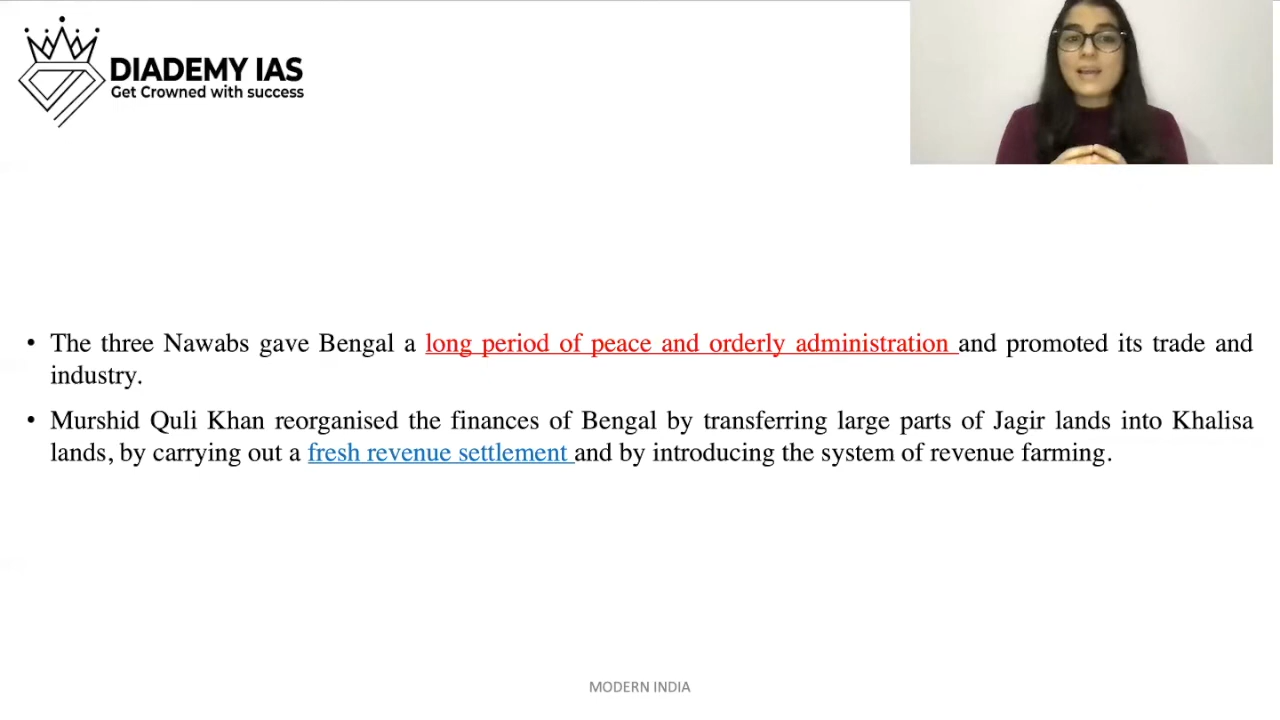 DIADEMY IAS
Get Crowned with success
• The three Nawabs gave Bengal a long period of peace and orderly administration and promoted its trade and
industry.
• Murshid Quli Khan reorganised the finances of Bengal by transferring large parts of Jagir lands into Khalisa
lands, by carrying out a fresh revenue settlement and by introducing the system of revenue farming.
MODERN INDIA